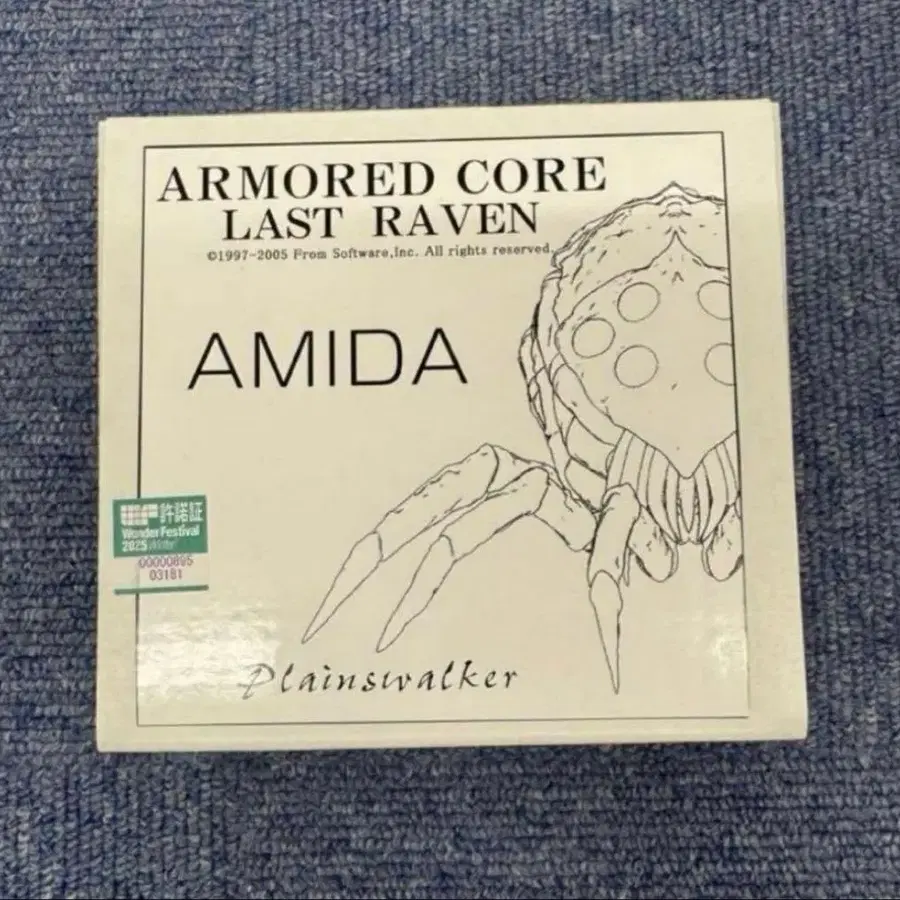 ARMORED CORE
LAST RAVEN
©1997-2005 From Software,Inc. All rights reserved.
AMIDA
許諾証
Wonder Festival
2025
00000895
03181
Plainswalker